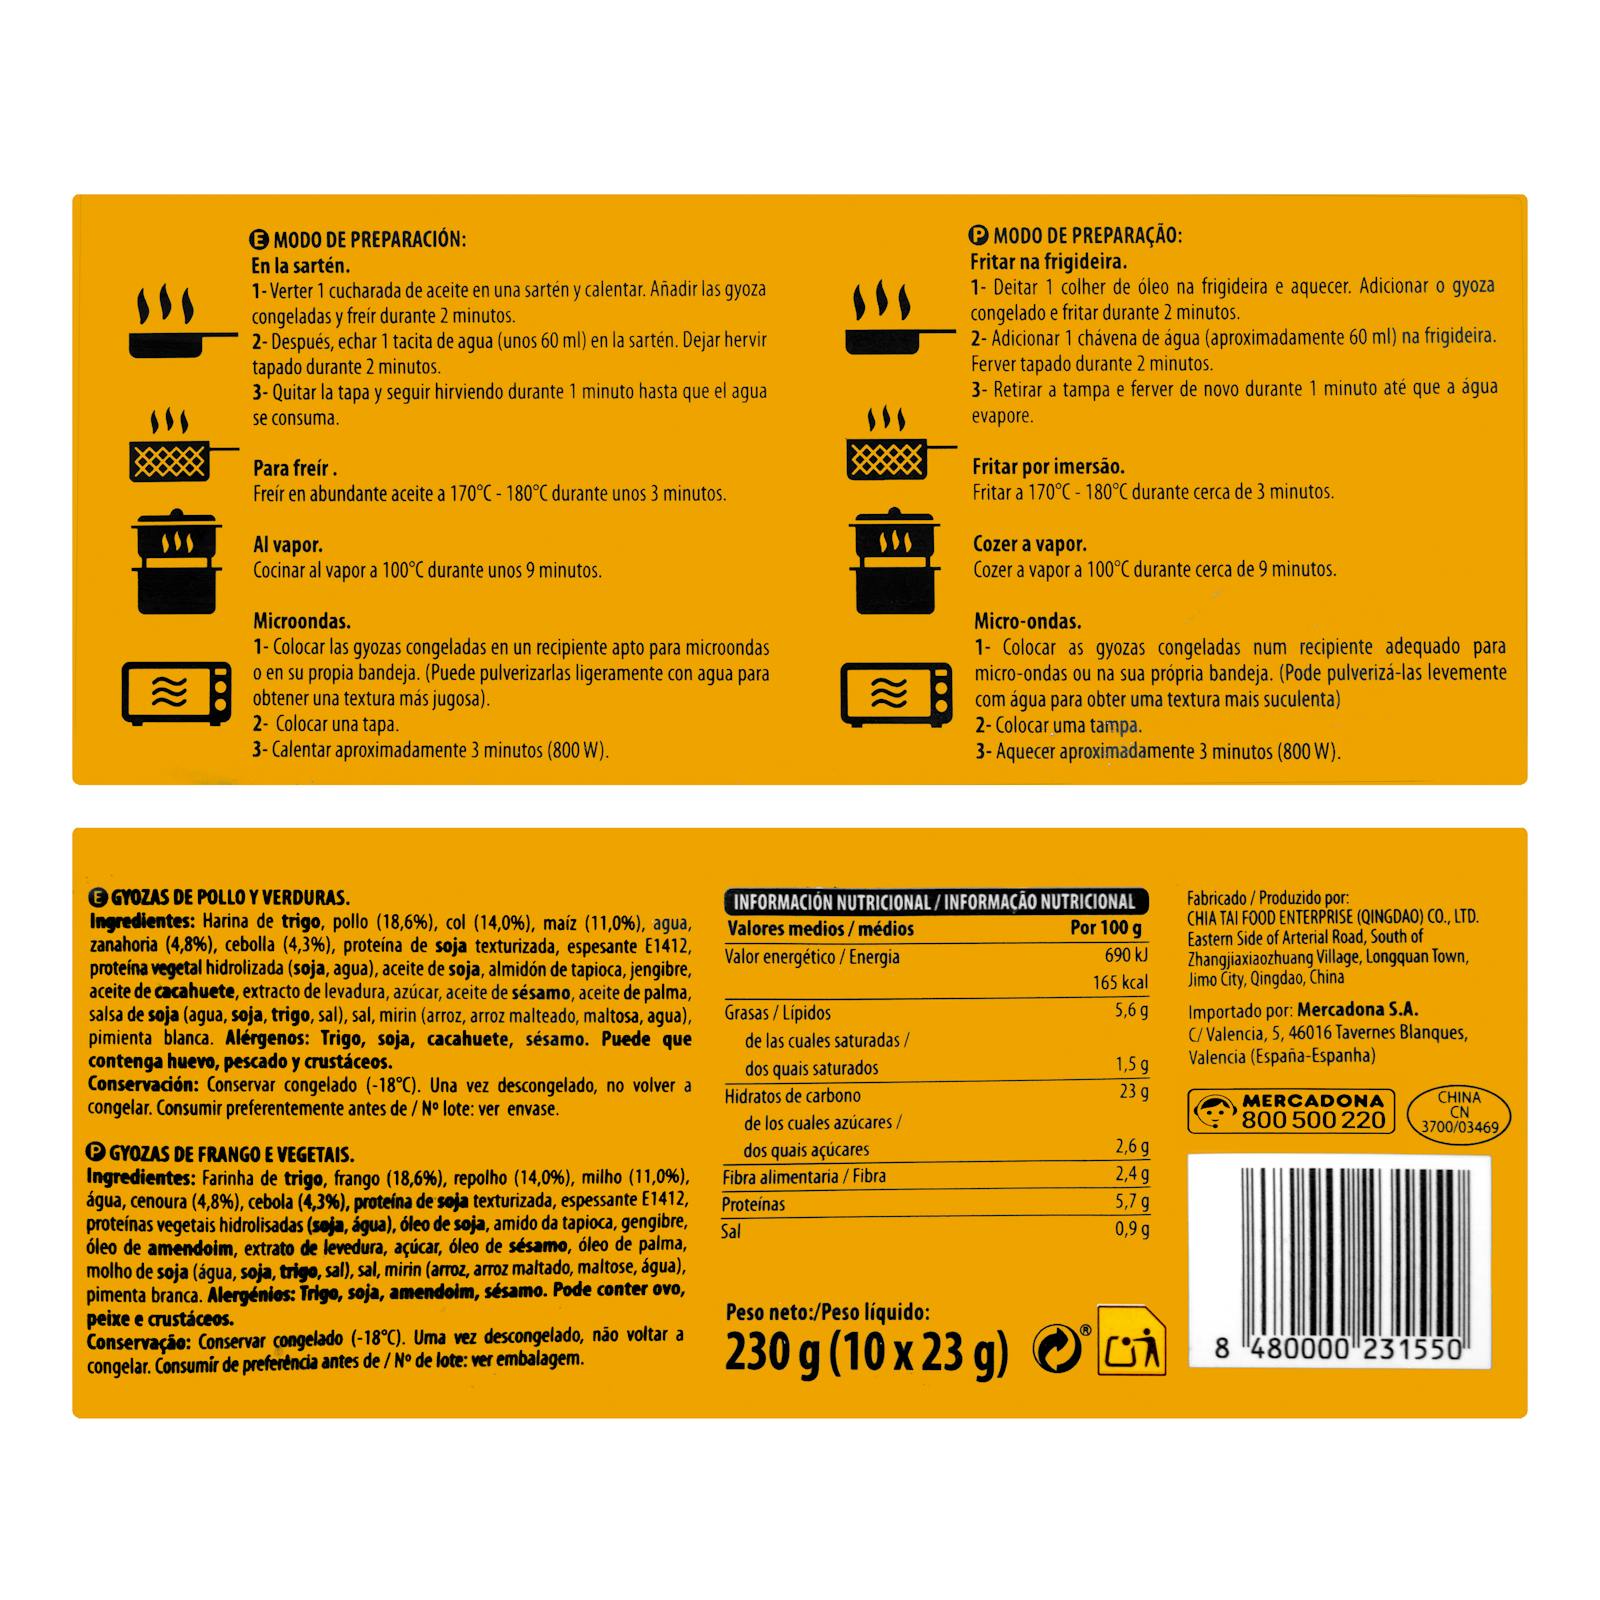 E MODO DE PREPARACIÓN:
En la sartén.
1- Verter 1 cucharada de aceite en una sartén y calentar. Añadir las gyoza
congeladas y freír durante 2 minutos.
2- Después, echar 1 tacita de agua (unos 60 ml) en la sartén. Dejar hervir
tapado durante 2 minutos.
3- Quitar la tapa y seguir hirviendo durante 1 minuto hasta que el agua
se consuma.
Para freír .
Freír en abundante aceite a 170°C - 180°C durante unos 3 minutos.
Al vapor.
Cocinar al vapor a 100°C durante unos 9 minutos.
Microondas.
1- Colocar las gyozas congeladas en un recipiente apto para microondas
o en su propia bandeja. (Puede pulverizarlas ligeramente con agua para
obtener una textura más jugosa).
2- Colocar una tapa.
3- Calentar aproximadamente 3 minutos (800 W).
P MODO DE PREPARAÇÃO:
Fritar na frigideira.
1- Deitar 1 colher de óleo na frigideira e aquecer. Adicionar o gyoza
congelado e fritar durante 2 minutos.
2- Adicionar 1 chávena de água (aproximadamente 60 ml) na frigideira.
Ferver tapado durante 2 minutos.
3- Retirar a tampa e ferver de novo durante 1 minuto até que a água
evapore.
Fritar por imersão.
Fritar a 170°C - 180°C durante cerca de 3 minutos.
Cozer a vapor.
Cozer a vapor a 100°C durante cerca de 9 minutos.
Micro-ondas.
1- Colocar as gyozas congeladas num recipiente adequado para
micro-ondas ou na sua própria bandeja. (Pode pulverizá-las levemente
com água para obter uma textura mais suculenta)
2- Colocar uma tampa.
3- Aquecer aproximadamente 3 minutos (800 W).
E GYOZAS DE POLLO Y VERDURAS.
Ingredientes: Harina de trigo, pollo (18,6%), col (14,0%), maíz (11,0%), agua,
zanahoria (4,8%), cebolla (4,3%), proteína de soja texturizada, espesante E1412,
proteína vegetal hidrolizada (soja, agua), aceite de soja, almidón de tapioca, jengibre,
aceite de cacahuete, extracto de levadura, azúcar, aceite de sésamo, aceite de palma,
salsa de soja (agua, soja, trigo, sal), sal, mirin (arroz, arroz malteado, maltosa, agua),
pimienta blanca. Alérgenos: Trigo, soja, cacahuete, sésamo. Puede que
contenga huevo, pescado y crustáceos.
Conservación: Conservar congelado (-18°C). Una vez descongelado, no volver a
congelar. Consumir preferentemente antes de / Nº lote: ver envase.
P GYOZAS DE FRANGO E VEGETAIS.
Ingredientes: Farinha de trigo, frango (18,6%), repolho (14,0%), milho (11,0%),
água, cenoura (4,8%), cebola (4,3%), proteína de soja texturizada, espessante E1412,
proteínas vegetais hidrolisadas (soja, água), óleo de soja, amido da tapioca, gengibre,
óleo de amendoim, extrato de levedura, açúcar, óleo de sésamo, óleo de palma,
molho de soja (água, soja, trigo, sal), sal, mirin (arroz, arroz maltado, maltose, água),
pimenta branca. Alergénios: Trigo, soja, amendoim, sésamo. Pode conter ovo,
peixe e crustáceos.
Conservação: Conservar congelado (-18°C). Uma vez descongelado, não voltar a
congelar. Consumír de preferência antes de / Nº de lote: ver embalagem.
INFORMACIÓN NUTRICIONAL / INFORMAÇÃO NUTRICIONAL
Valores medios / médios Por 100 g
Valor energético / Energia 690 kJ
165 kcal
Grasas / Lípidos 5,6 g
de las cuales saturadas /
dos quais saturados 1,5 g
Hidratos de carbono 23 g
de los cuales azúcares /
dos quais açúcares 2,6 g
Fibra alimentaria / Fibra 2,4 g
Proteínas 5,7 g
Sal 0,9 g
Peso neto:/Peso líquido:
230 g (10 x 23 g)
®
Fabricado / Produzido por:
CHIA TAI FOOD ENTERPRISE (QINGDAO) CO., LTD.
Eastern Side of Arterial Road, South of
Zhangjiaxiaozhuang Village, Longquan Town,
Jimo City, Qingdao, China
Importado por: Mercadona S.A.
C/ Valencia, 5, 46016 Tavernes Blanques,
Valencia (España-Espanha)
MERCADONA
800 500 220
CHINA
CN
3700/03469
8 480000 231550